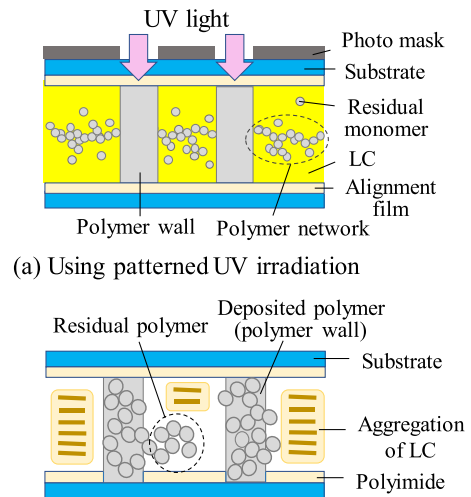 UV light
Photo mask
Substrate
Residual
monomer
LC
Alignment
film
Polymer wall
Polymer network
(a) Using patterned UV irradiation
Deposited polymer
(polymer wall)
Residual polymer
Substrate
Aggregation
of LC
Polyimide